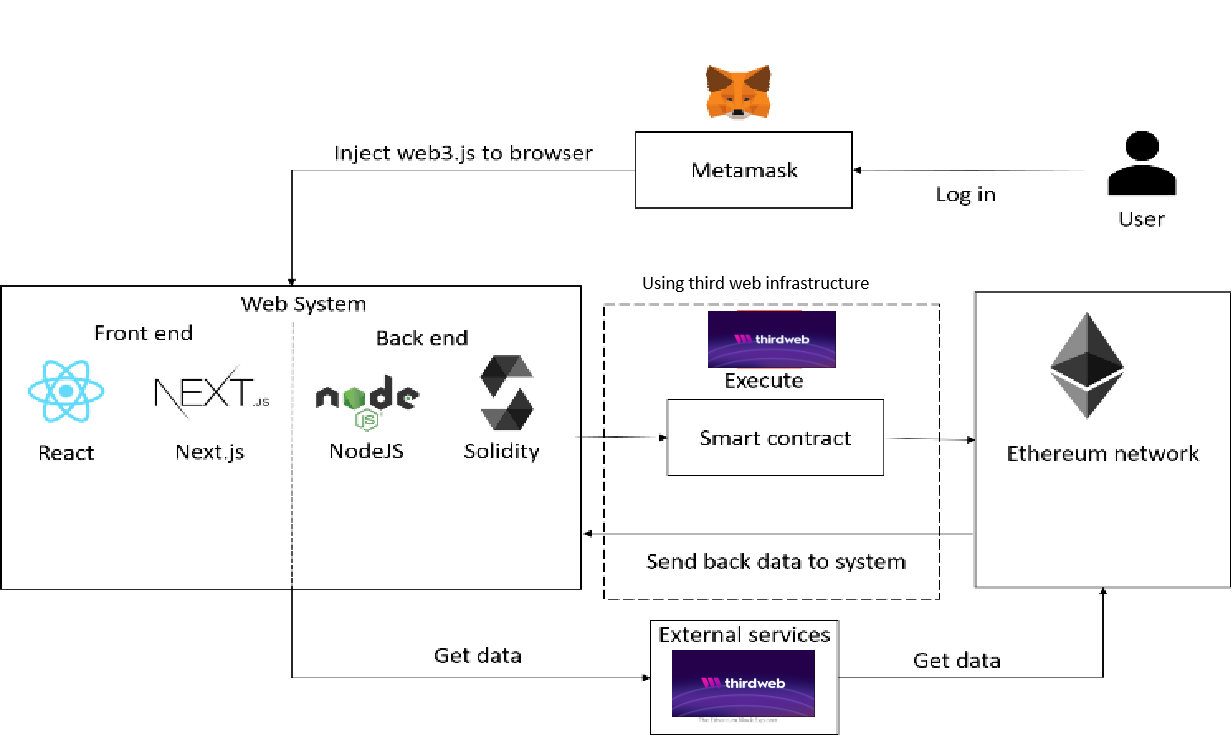 Inject web3.js to browser
Metamask
Log in
User
Using third web infrastructure
Web System
Front end
Back end
thirdweb
Execute
NEXT.JS
node
JS
React
Next.js
NodeJS
Solidity
Smart contract
Ethereum network
Send back data to system
External services
thirdweb
Get data
Get data